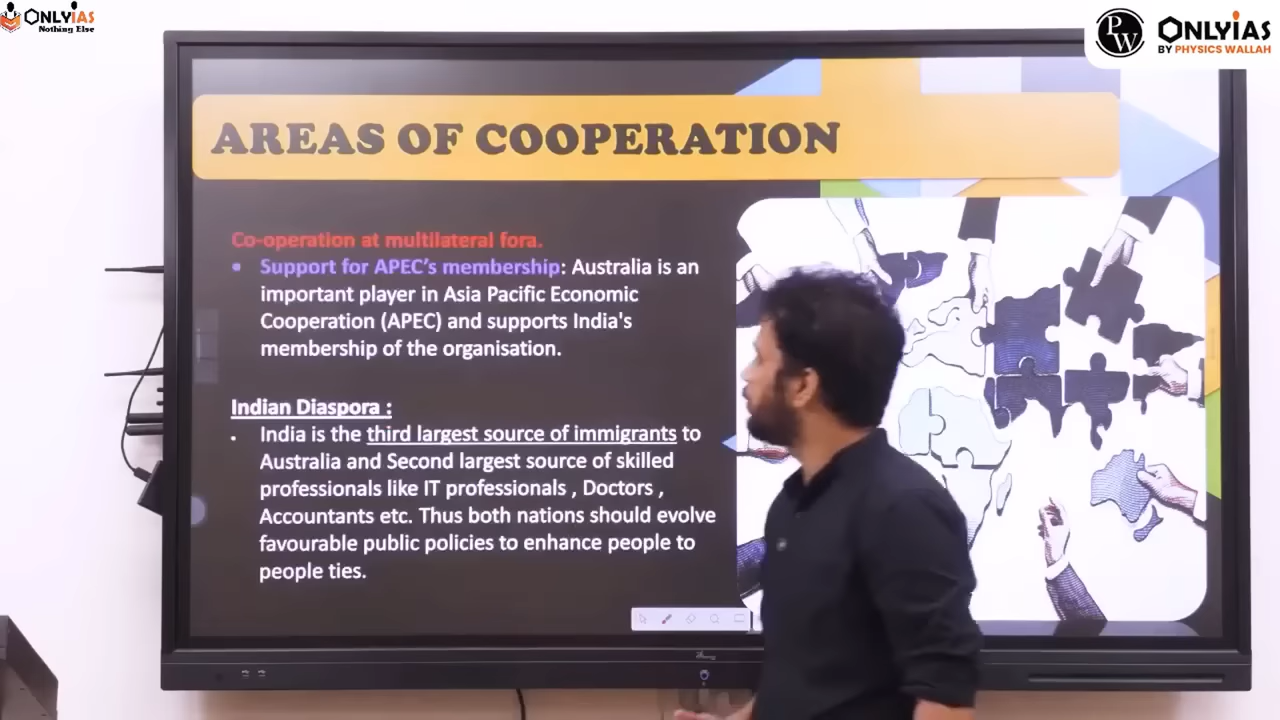 ONLYIAS
Nothing Else
PW
ONLYIAS
BY PHYSICS WALLAH
AREAS OF COOPERATION
Co-operation at multilateral fora.
• Support for APEC's membership: Australia is an
important player in Asia Pacific Economic
Cooperation (APEC) and supports India's
membership of the organisation.
Indian Diaspora :
• India is the third largest source of immigrants to
Australia and Second largest source of skilled
professionals like IT professionals , Doctors ,
Accountants etc. Thus both nations should evolve
favourable public policies to enhance people to
people ties.